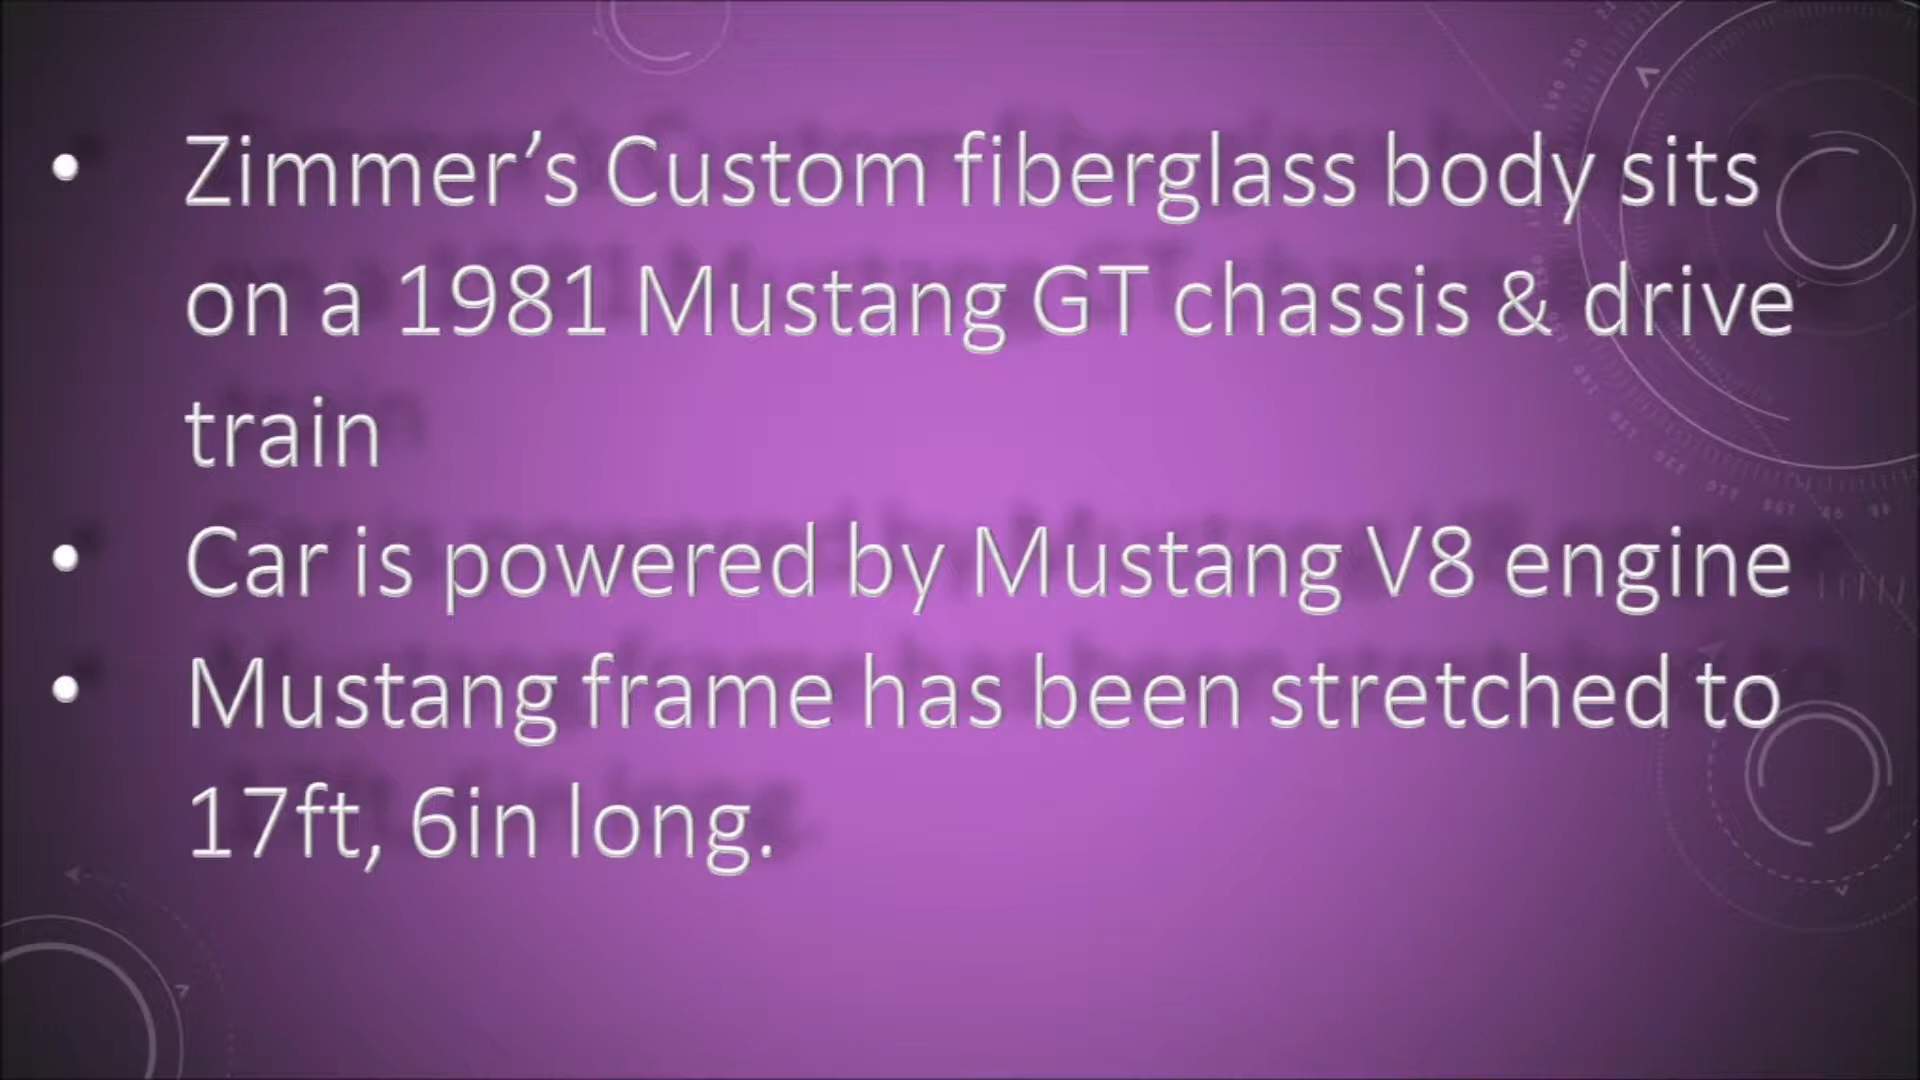 • Zimmer’s Custom fiberglass body sits
on a 1981 Mustang GT chassis & drive
train
• Car is powered by Mustang V8 engine
• Mustang frame has been stretched to
17ft, 6in long.